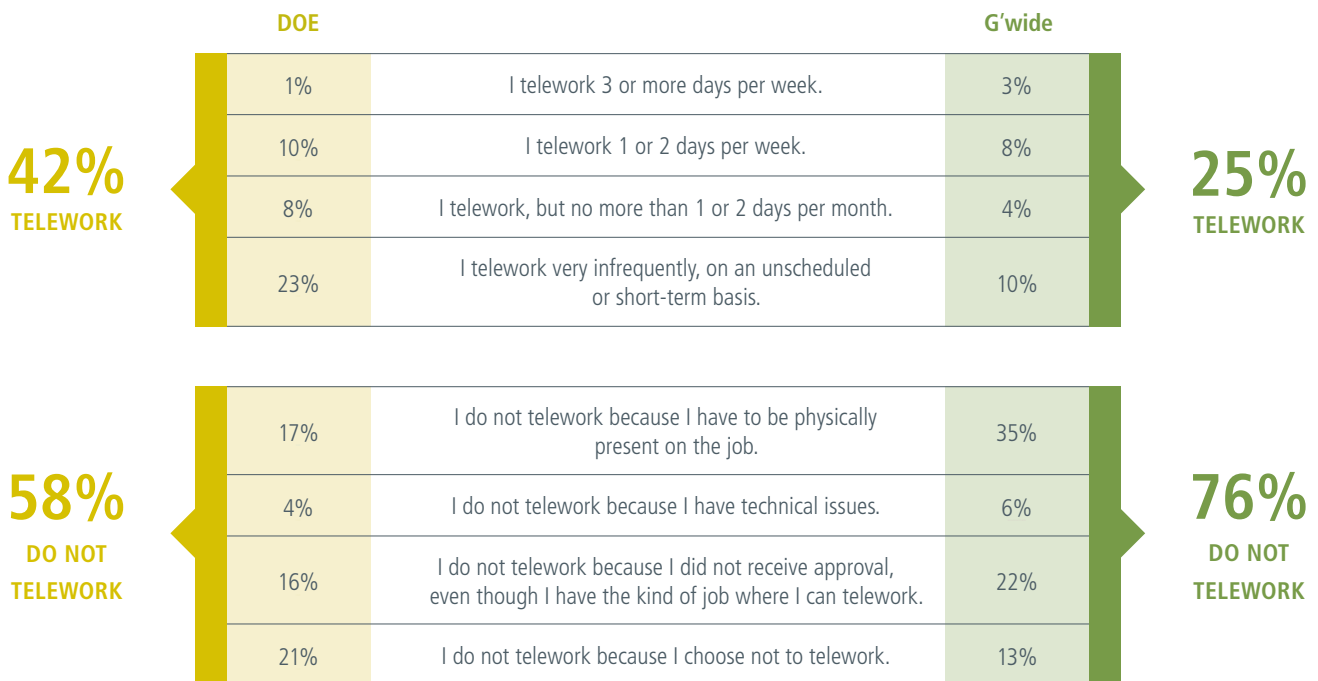 DOE G’wide
1% I telework 3 or more days per week. 3%
10% I telework 1 or 2 days per week. 8%
42%
TELEWORK
25%
TELEWORK
8% I telework, but no more than 1 or 2 days per month. 4%
23% I telework very infrequently, on an unscheduled
or short-term basis. 10%
17% I do not telework because I have to be physically
present on the job. 35%
58%
DO NOT
TELEWORK
76%
DO NOT
TELEWORK
4% I do not telework because I have technical issues. 6%
16% I do not telework because I did not receive approval,
even though I have the kind of job where I can telework. 22%
21% I do not telework because I choose not to telework. 13%